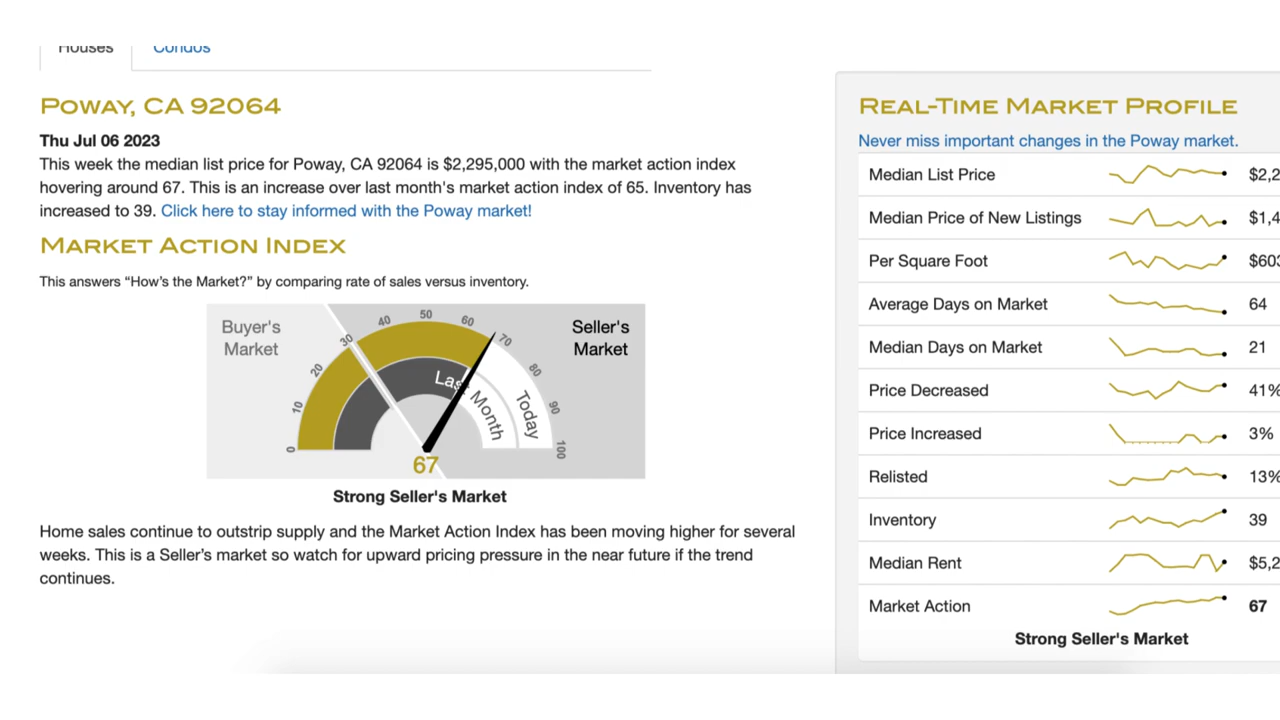 Houses
Condos
POWAY, CA 92064
Thu Jul 06 2023
This week the median list price for Poway, CA 92064 is $2,295,000 with the market action index
hovering around 67. This is an increase over last month's market action index of 65. Inventory has
increased to 39. Click here to stay informed with the Poway market!
MARKET ACTION INDEX
This answers “How’s the Market?” by comparing rate of sales versus inventory.
Buyer's
Market
Seller's
Market
0
10
20
30
40
50
60
70
80
90
100
Last Month
Today
67
Strong Seller's Market
Home sales continue to outstrip supply and the Market Action Index has been moving higher for several
weeks. This is a Seller’s market so watch for upward pricing pressure in the near future if the trend
continues.
REAL-TIME MARKET PROFILE
Never miss important changes in the Poway market.
Median List Price $2,2
Median Price of New Listings $1,4
Per Square Foot $603
Average Days on Market 64
Median Days on Market 21
Price Decreased 41%
Price Increased 3%
Relisted 13%
Inventory 39
Median Rent $5,2
Market Action 67
Strong Seller's Market